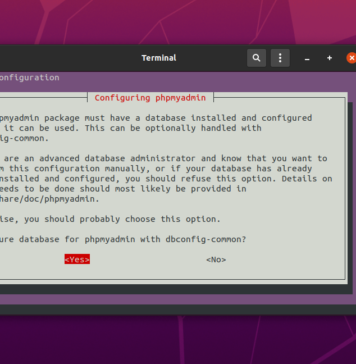 Terminal
onfiguration
Configuring phpmyadmin
pmyadmin package must have a database installed and configured
it can be used. This can be optionally handled with
ig-common.
are an advanced database administrator and know that you want to
m this configuration manually, or if your database has already
nstalled and configured, you should refuse this option. Details on
eeds to be done should most likely be provided in
hare/doc/phpmyadmin.
ise, you should probably choose this option.
ure database for phpmyadmin with dbconfig-common?
<Yes> <No>